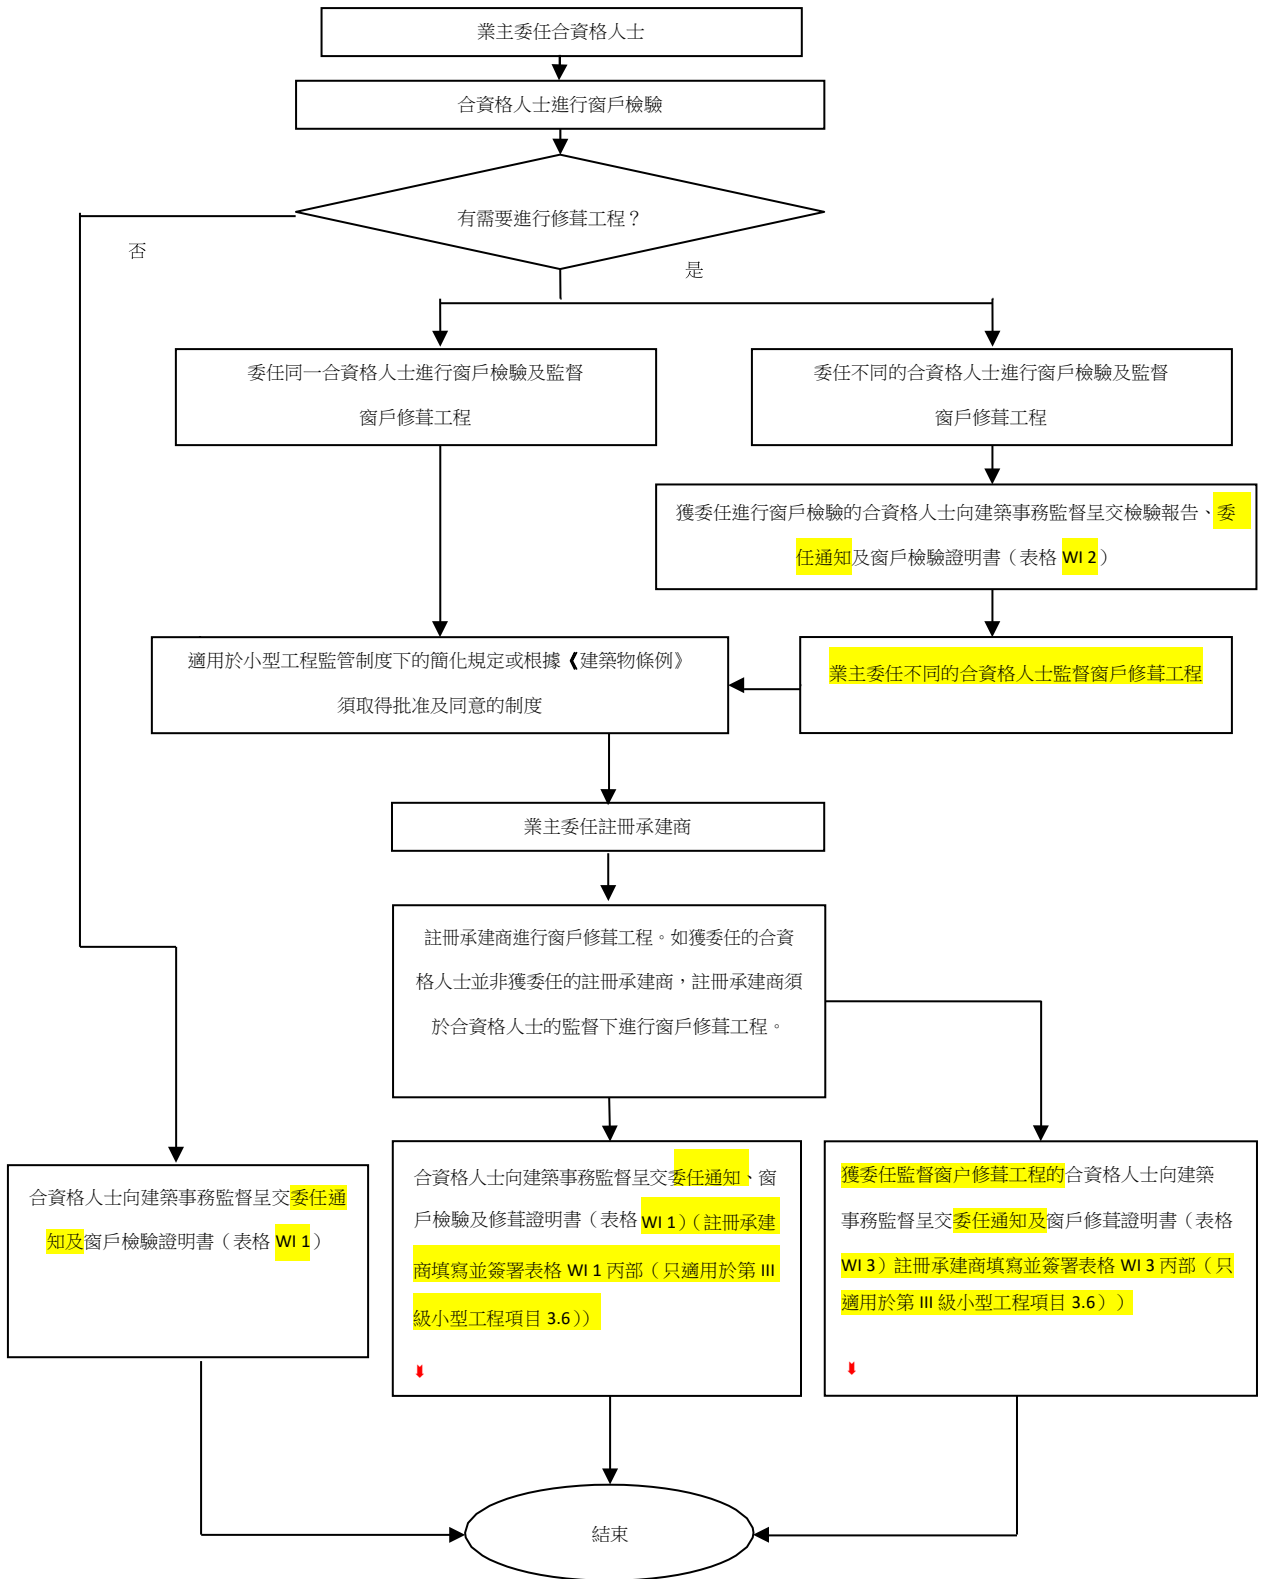 業主委任合資格人士
合資格人士進行窗戶檢驗
有需要進行修葺工程？
否
是
委任同一合資格人士進行窗戶檢驗及監督
窗戶修葺工程
委任不同的合資格人士進行窗戶檢驗及監督
窗戶修葺工程
獲委任進行窗戶檢驗的合資格人士向建築事務監督呈交檢驗報告、委
任通知及窗戶檢驗證明書（表格 WI 2）
適用於小型工程監管制度下的簡化規定或根據《建築物條例》
須取得批准及同意的制度
業主委任不同的合資格人士監督窗戶修葺工程
業主委任註冊承建商
註冊承建商進行窗戶修葺工程。如獲委任的合資
格人士並非獲委任的註冊承建商，註冊承建商須
於合資格人士的監督下進行窗戶修葺工程。
合資格人士向建築事務監督呈交委任通
知及窗戶檢驗證明書（表格 WI 1）
合資格人士向建築事務監督呈交委任通知、窗
戶檢驗及修葺證明書（表格 WI 1）（註冊承建
商填寫並簽署表格 WI 1 丙部（只適用於第 III
級小型工程項目 3.6））
獲委任監督窗户修葺工程的合資格人士向建築
事務監督呈交委任通知及窗戶修葺證明書（表格
WI 3）註冊承建商填寫並簽署表格 WI 3 丙部（只
適用於第 III 級小型工程項目 3.6））
結束